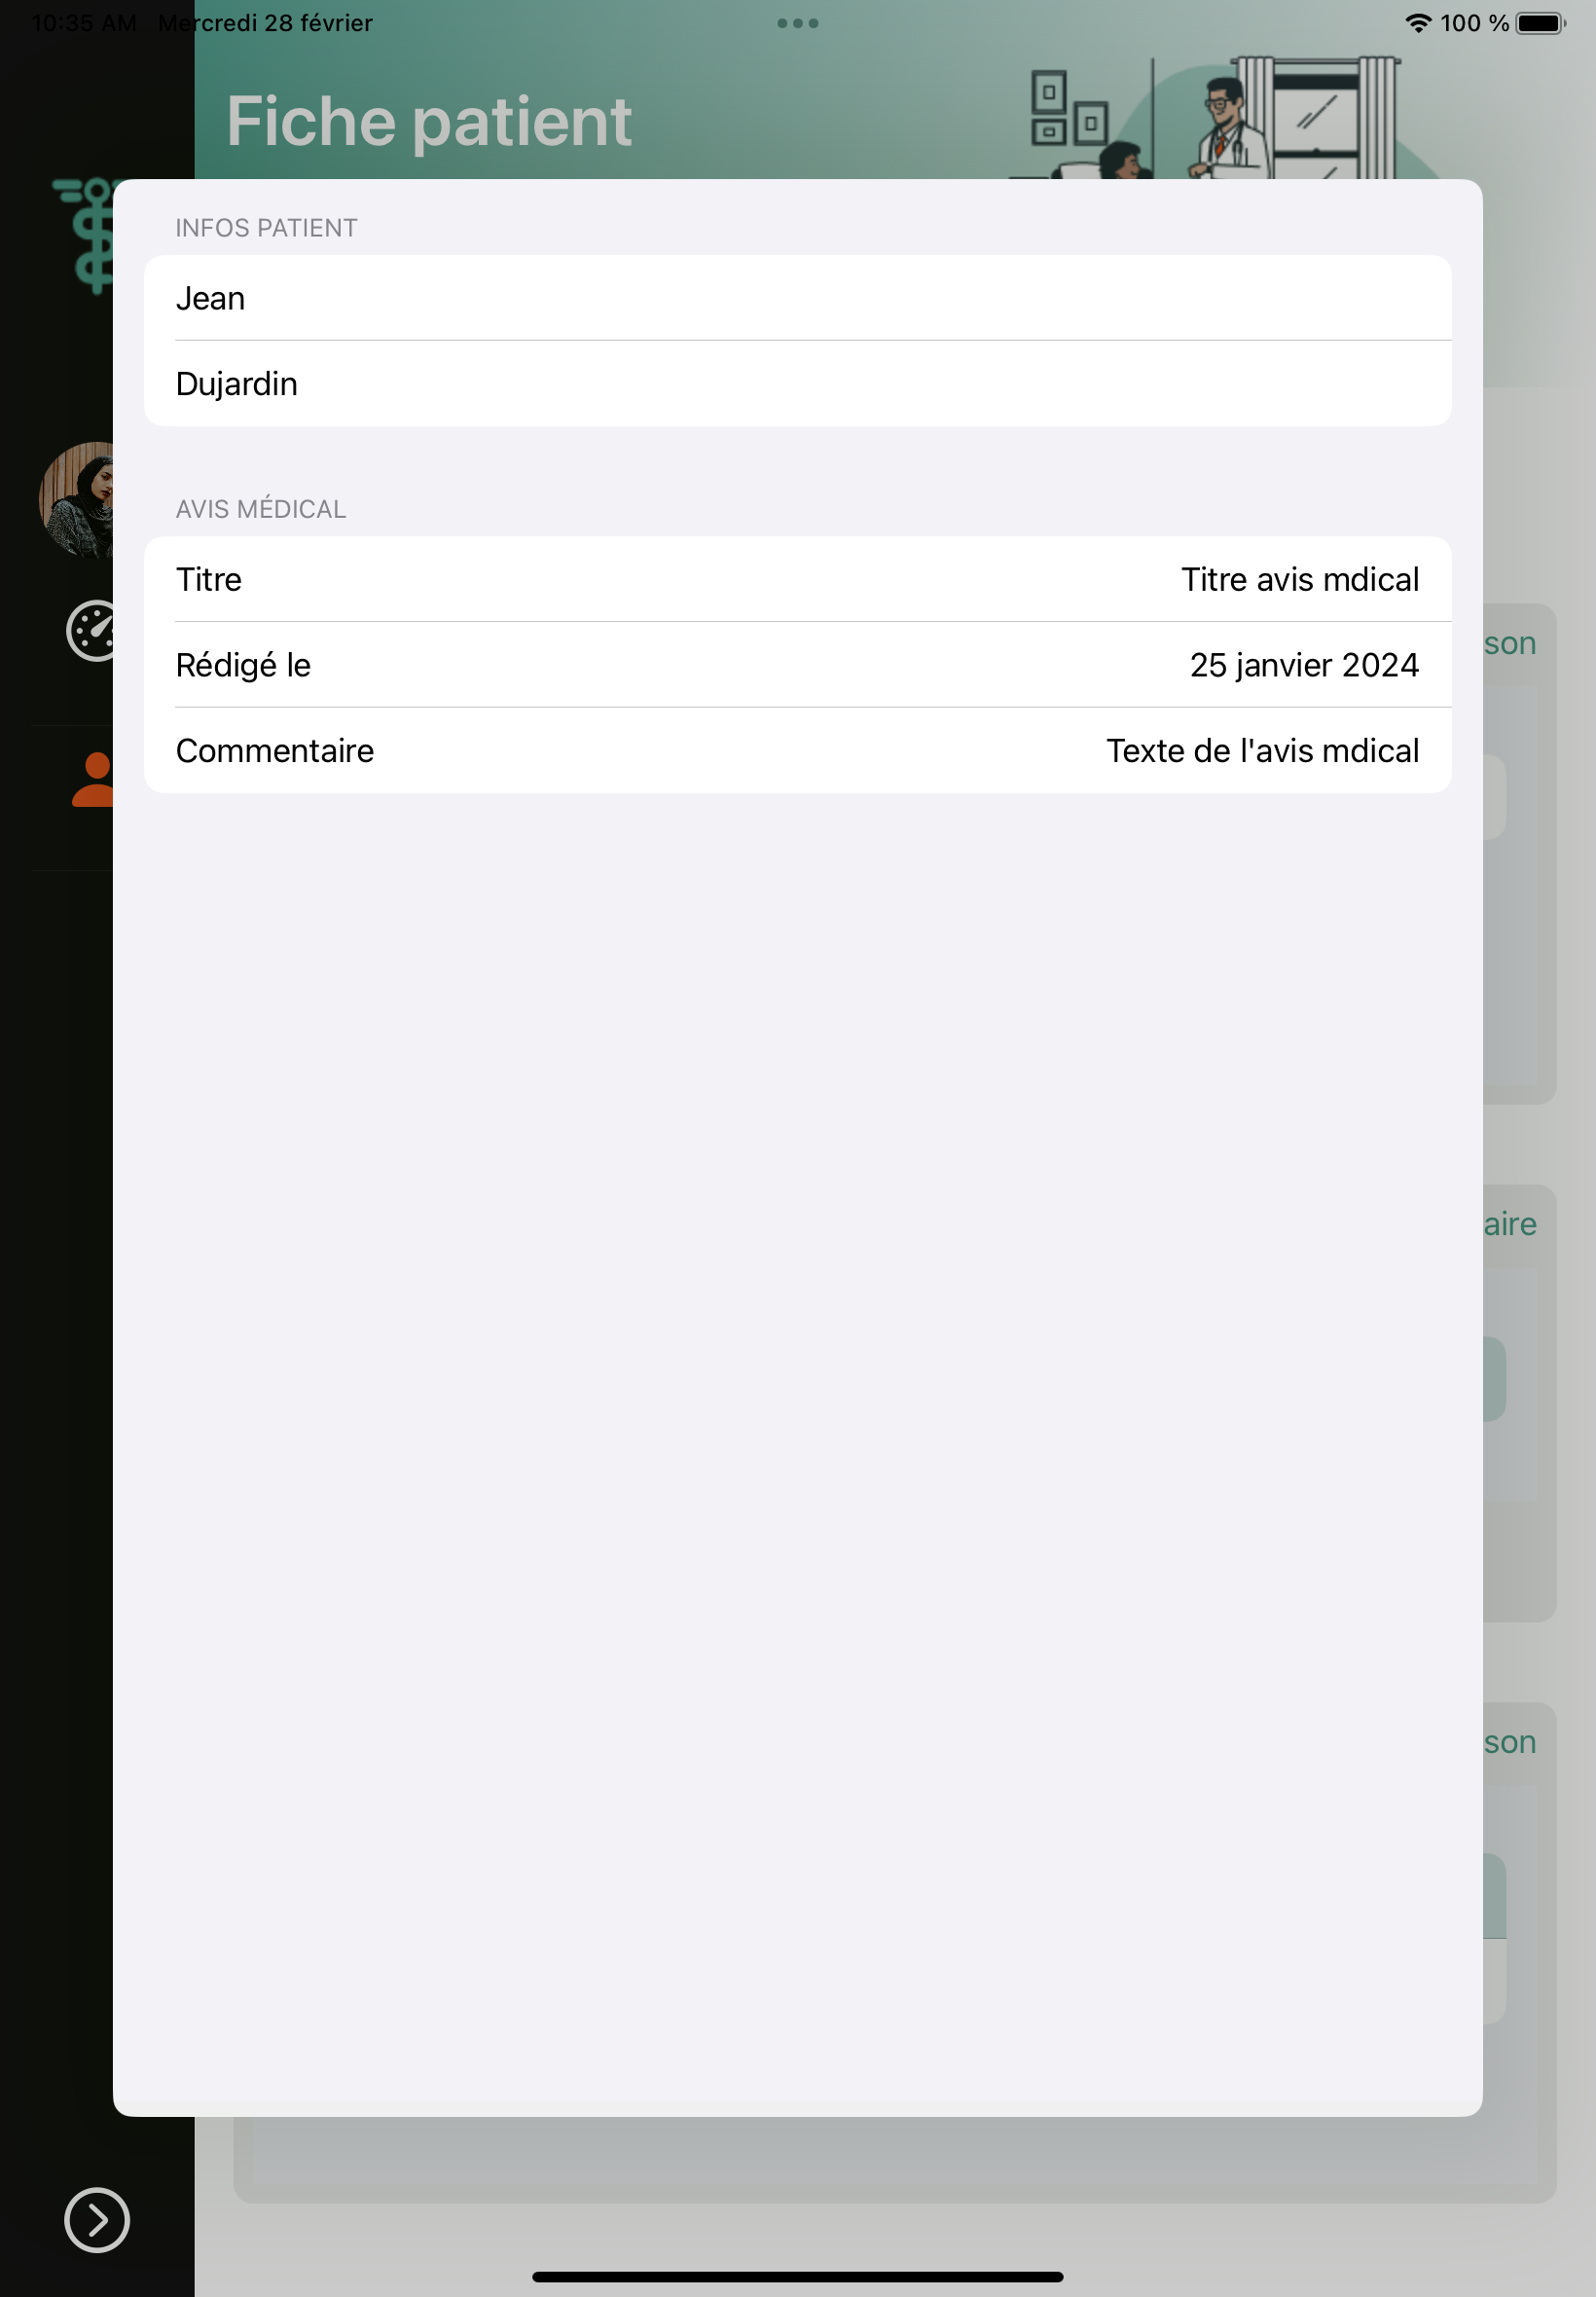 10:35 AM Mercredi 28 février
100 %
Fiche patient
INFOS PATIENT
Jean
Dujardin
AVIS MÉDICAL
Titre Titre avis mdical
Rédigé le 25 janvier 2024
Commentaire Texte de l'avis mdical
son
aire
son